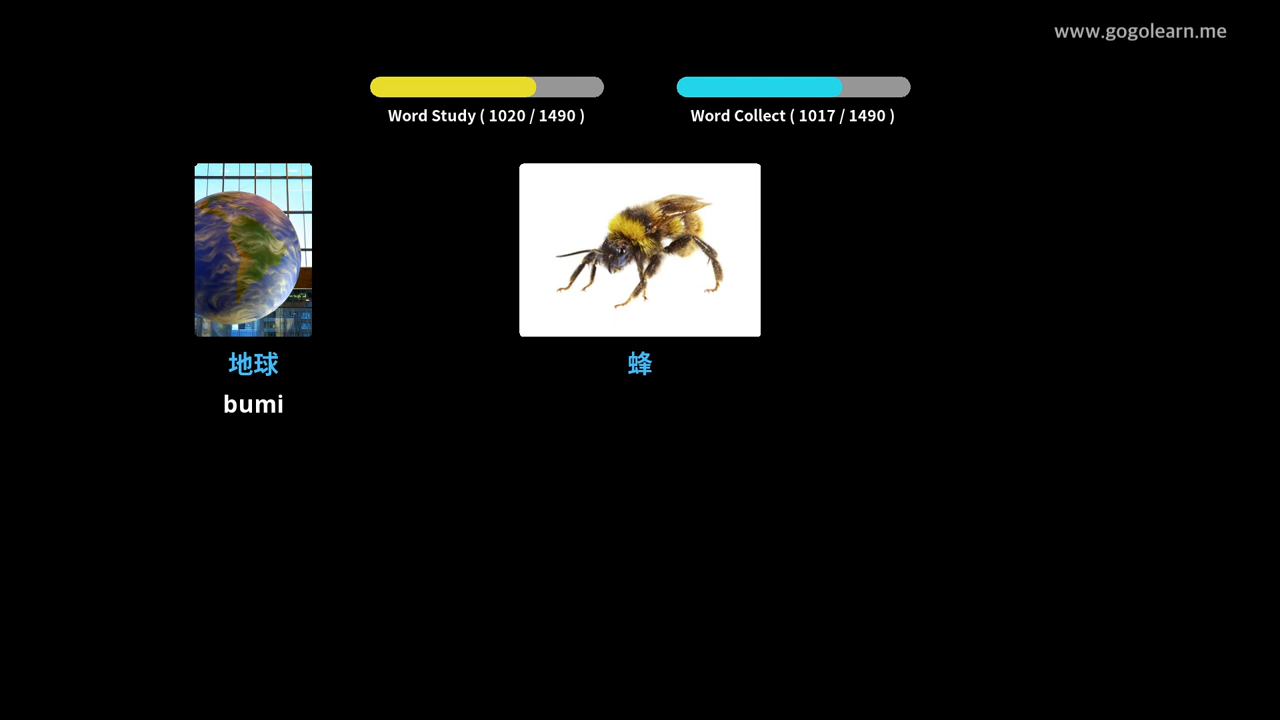 www.gogolearn.me
Word Study ( 1020 / 1490 )
Word Collect ( 1017 / 1490 )
地球
蜂
bumi